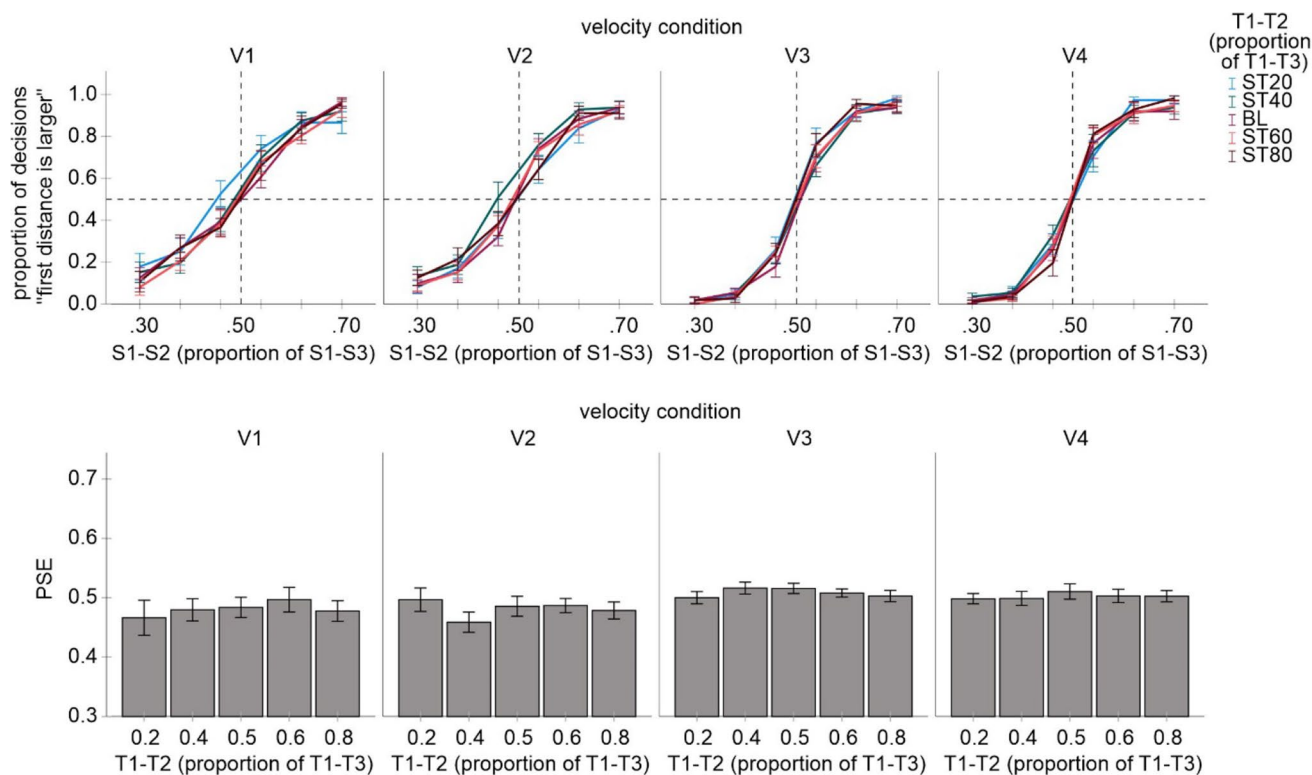 velocity condition
V1 V2 V3 V4
T1-T2
(proportion
of T1-T3)
ST20
ST40
BL
ST60
ST80
proportion of decisions
"first distance is larger"
1.0
0.8
0.6
0.4
0.2
0.0
.30 .50 .70 .30 .50 .70 .30 .50 .70 .30 .50 .70
S1-S2 (proportion of S1-S3) S1-S2 (proportion of S1-S3) S1-S2 (proportion of S1-S3) S1-S2 (proportion of S1-S3)
velocity condition
V1 V2 V3 V4
PSE
0.7
0.6
0.5
0.4
0.3
0.2 0.4 0.5 0.6 0.8 0.2 0.4 0.5 0.6 0.8 0.2 0.4 0.5 0.6 0.8 0.2 0.4 0.5 0.6 0.8
T1-T2 (proportion of T1-T3) T1-T2 (proportion of T1-T3) T1-T2 (proportion of T1-T3) T1-T2 (proportion of T1-T3)